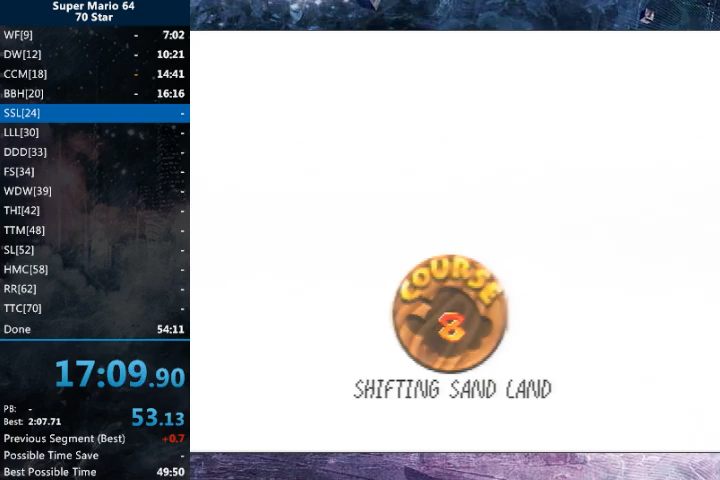 Super Mario 64
70 Star
WF[9] - 7:02
DW[12] - 10:21
CCM[18] - 14:41
BBH[20] - 16:16
SSL[24] -
LLL[30] -
DDD[33] -
FS[34] -
WDW[39] -
THI[42] -
TTM[48] -
SL[52] -
HMC[58] -
RR[62] -
TTC[70] -
Done 54:11
17:09.90
PB: -
Best: 2:07.71 53.13
Previous Segment (Best) +0.7
Possible Time Save -
Best Possible Time 49:50
COURSE
8
SHIFTING SAND LAND